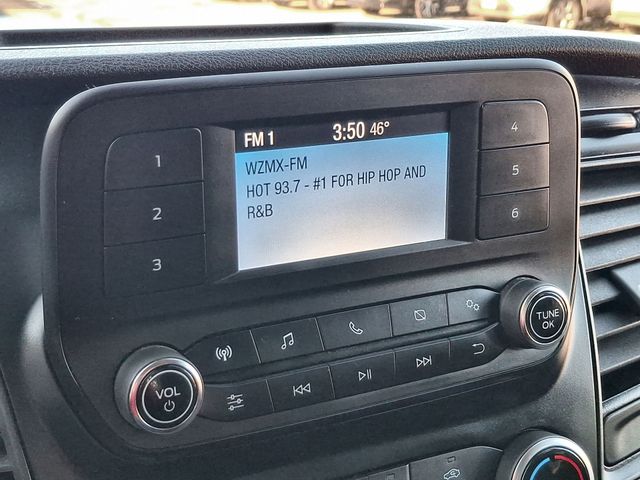 FM 1 3:50 46°
WZMX-FM
HOT 93.7 - #1 FOR HIP HOP AND
R&B
1
2
3
4
5
6
VOL
TUNE
OK